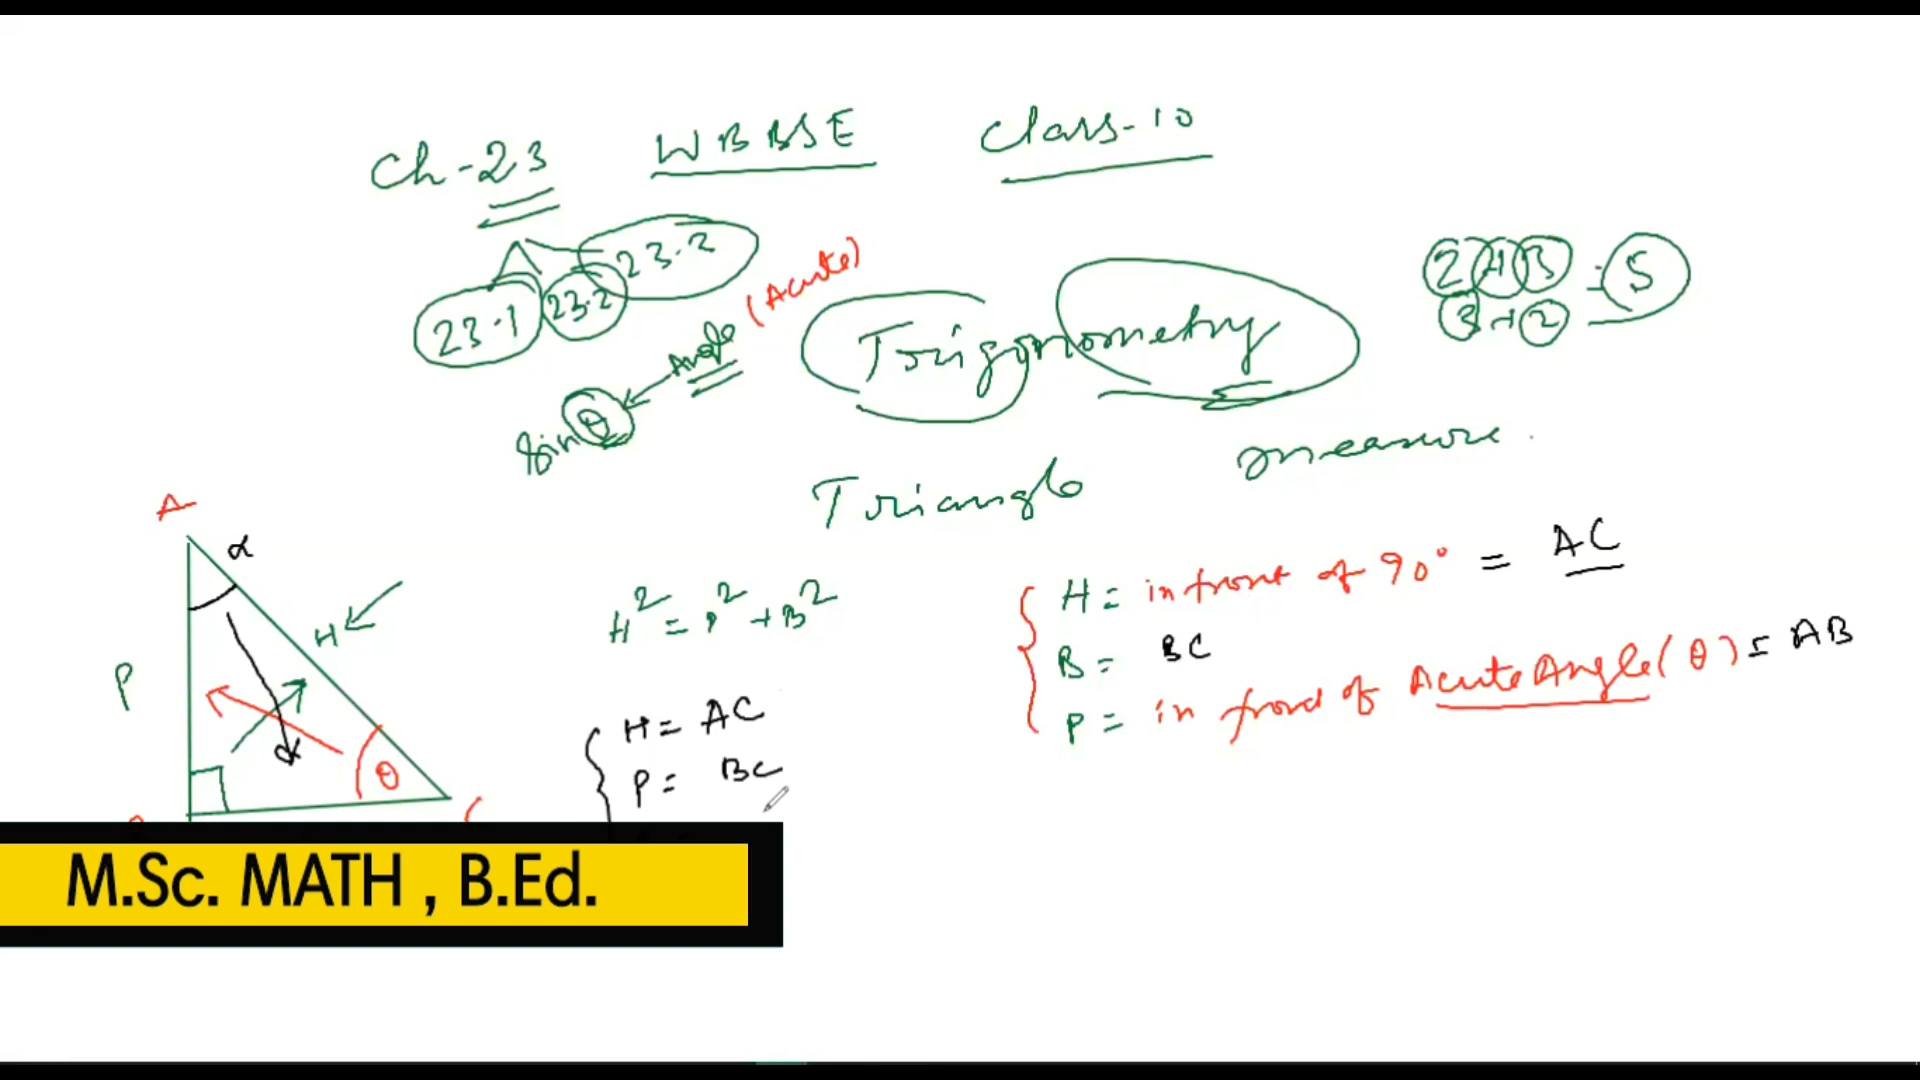 Ch-23 WBBSE Class-10
23.1 23.2 23.2
Angle (Acute)
sin θ
Trigonometry
2 + 3 = 5
3 + 2
Triangle measure
A
α
H
P
θ
α
H² = P² + B²
H = AC
P = BC
H = in front of 90° = AC
B = BC
P = in front of Acute Angle (θ) = AB
M.Sc. MATH , B.Ed.